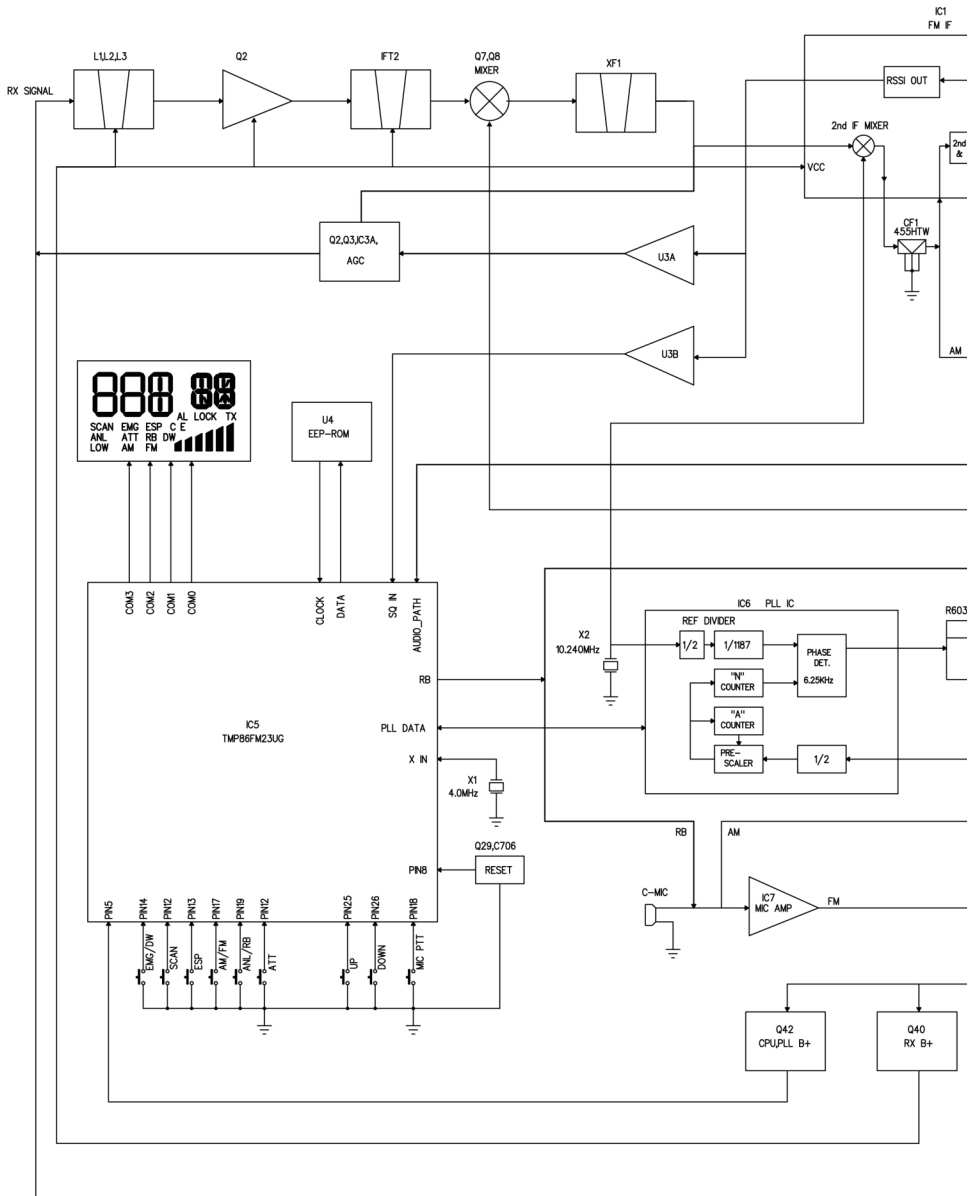 IC1
FM IF
L1,L2,L3
Q2
IFT2
Q7,Q8
MIXER
XF1
RX SIGNAL
RSSI OUT
2nd IF MIXER
2nd
&
VCC
CF1
455HTW
Q2,Q3,IC3A,
AGC
U3A
U3B
AM
AL LOCK TX
SCAN EMG ESP C E
ANL ATT RB DW
LOW AM FM
U4
EEP-ROM
COM3
COM2
COM1
COM0
CLOCK
DATA
SQ IN
AUDIO_PATH
IC6 PLL IC
R603
REF DIVIDER
X2
10.240MHz
1/2
1/1187
PHASE
DET.
6.25KHz
"N"
COUNTER
"A"
COUNTER
PRE-
SCALER
1/2
RB
IC5
TMP86FM23UG
PLL DATA
X IN
X1
4.0MHz
RB
AM
Q29,C706
RESET
PIN8
C-MIC
IC7
MIC AMP
FM
PIN5
PIN14
PIN12
PIN13
PIN17
PIN19
PIN12
PIN25
PIN26
PIN18
EMG/DW
SCAN
ESP
AM/FM
ANL/RB
ATT
UP
DOWN
MIC PTT
Q42
CPU,PLL B+
Q40
RX B+